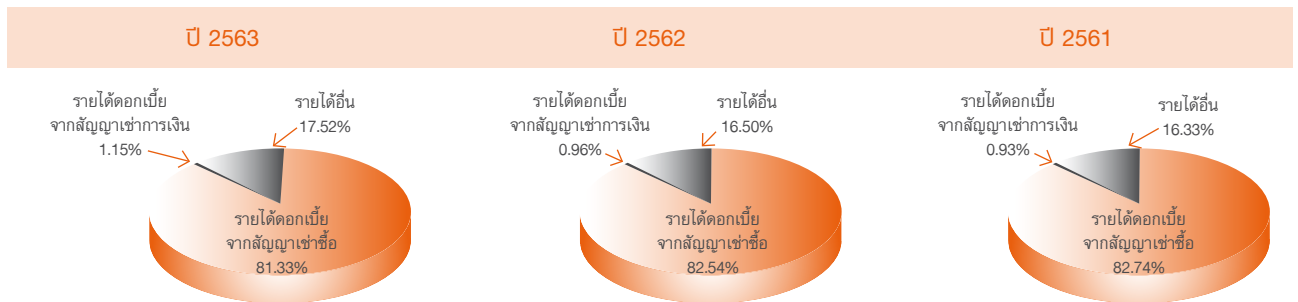 ปี 2563
ปี 2562
ปี 2561
รายได้ดอกเบี้ย
จากสัญญาเช่าการเงิน
1.15%
รายได้อื่น
17.52%
รายได้ดอกเบี้ย
จากสัญญาเช่าซื้อ
81.33%
รายได้ดอกเบี้ย
จากสัญญาเช่าการเงิน
0.96%
รายได้อื่น
16.50%
รายได้ดอกเบี้ย
จากสัญญาเช่าซื้อ
82.54%
รายได้ดอกเบี้ย
จากสัญญาเช่าการเงิน
0.93%
รายได้อื่น
16.33%
รายได้ดอกเบี้ย
จากสัญญาเช่าซื้อ
82.74%